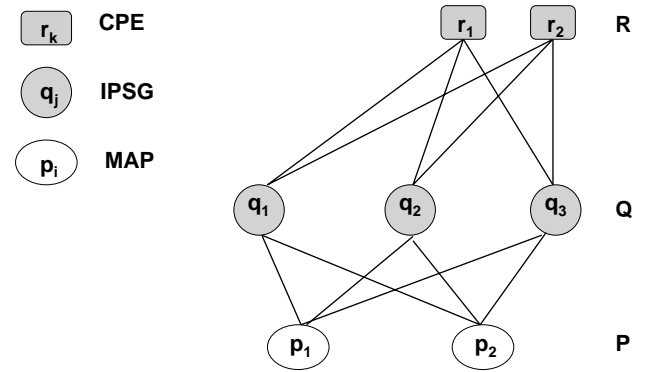 r₁ r₂ R
rₖ CPE
qⱼ IPSG
pᵢ MAP
q₁ q₂ q₃ Q
p₁ p₂ P